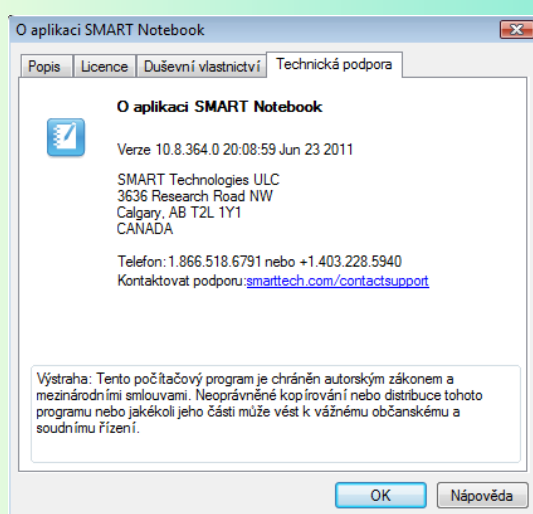 O aplikaci SMART Notebook
Popis Licence Duševní vlastnictví Technická podpora
O aplikaci SMART Notebook
Verze 10.8.364.0 20:08:59 Jun 23 2011
SMART Technologies ULC
3636 Research Road NW
Calgary, AB T2L 1Y1
CANADA
Telefon: 1.866.518.6791 nebo +1.403.228.5940
Kontaktovat podporu:smarttech.com/contactsupport
Výstraha: Tento počítačový program je chráněn autorským zákonem a
mezinárodními smlouvami. Neoprávněné kopírování nebo distribuce tohoto
programu nebo jakékoli jeho části může vést k vážnému občanskému a
soudnímu řízení.
OK Nápověda